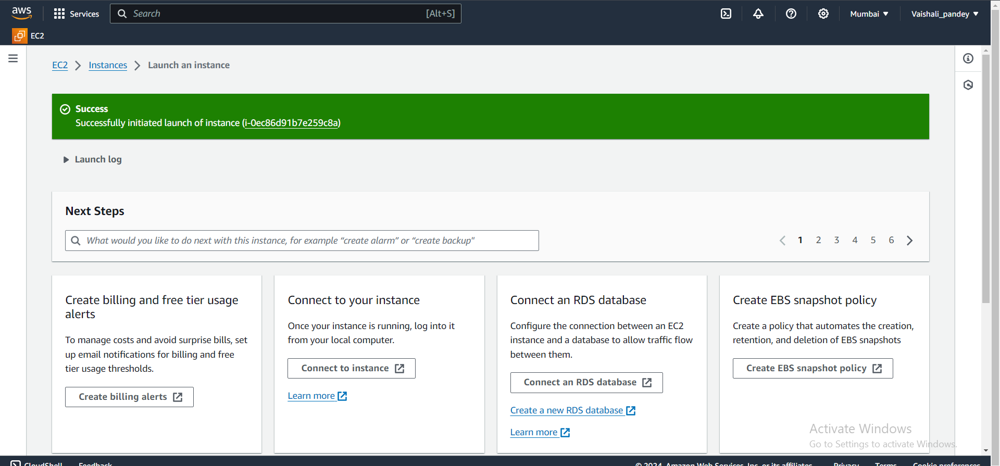 aws
Services
Search
[Alt+S]
Mumbai
Vaishali_pandey
EC2
EC2
Instances
Launch an instance
Success
Successfully initiated launch of instance (i-0ec86d91b7e259c8a)
Launch log
Next Steps
What would you like to do next with this instance, for example “create alarm” or “create backup"
1 2 3 4 5 6
Create billing and free tier usage
alerts
To manage costs and avoid surprise bills, set
up email notifications for billing and free
tier usage thresholds.
Create billing alerts
Connect to your instance
Once your instance is running, log into it
from your local computer.
Connect to instance
Learn more
Connect an RDS database
Configure the connection between an EC2
instance and a database to allow traffic flow
between them.
Connect an RDS database
Create a new RDS database
Learn more
Create EBS snapshot policy
Create a policy that automates the creation,
retention, and deletion of EBS snapshots
Create EBS snapshot policy
Activate Windows
Go to Settings to activate Windows.
CloudShell
Feedback
© 2024, Amazon Web Services, Inc. or its affiliates.
Privacy
Terms
Cookie preferences